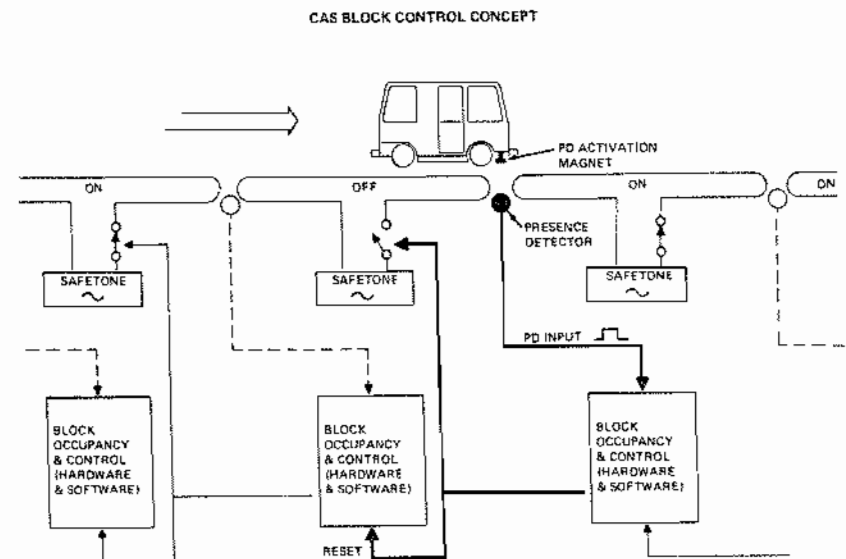 CAS BLOCK CONTROL CONCEPT
PD ACTIVATION
MAGNET
ON
OFF
ON
ON
PRESENCE
DETECTOR
SAFETONE
SAFETONE
SAFETONE
PD INPUT
BLOCK
OCCUPANCY
& CONTROL
(HARDWARE
& SOFTWARE)
BLOCK
OCCUPANCY
& CONTROL
(HARDWARE
& SOFTWARE)
BLOCK
OCCUPANCY
& CONTROL
(HARDWARE
& SOFTWARE)
RESET